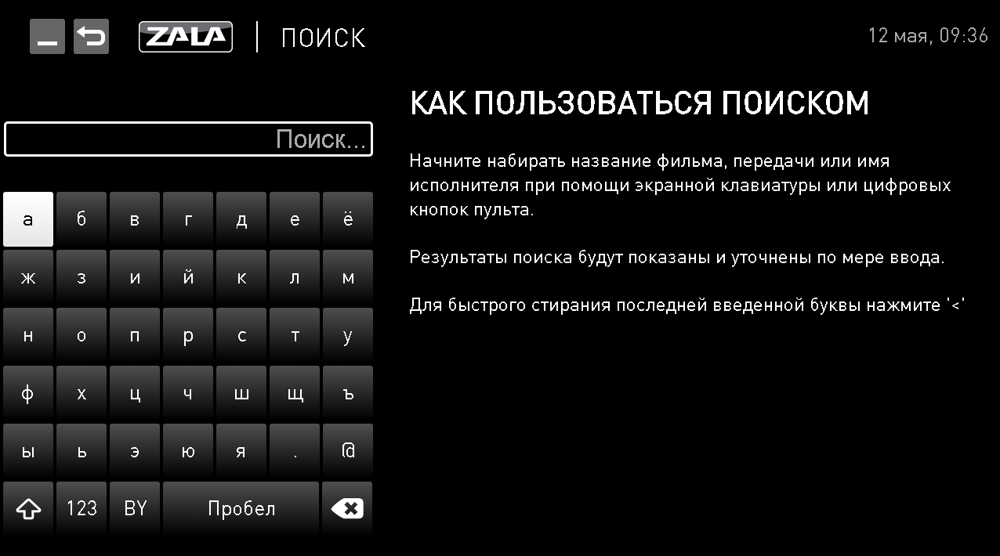 ZALA | ПОИСК
12 мая, 09:36
КАК ПОЛЬЗОВАТЬСЯ ПОИСКОМ
Поиск...
Начните набирать название фильма, передачи или имя
исполнителя при помощи экранной клавиатуры или цифровых
кнопок пульта.
Результаты поиска будут показаны и уточнены по мере ввода.
Для быстрого стирания последней введенной буквы нажмите '<'
а б в г д е ё
ж з и й к л м
н о п р с т у
ф х ц ч ш щ ъ
ы ь э ю я . @
123 BY Пробел